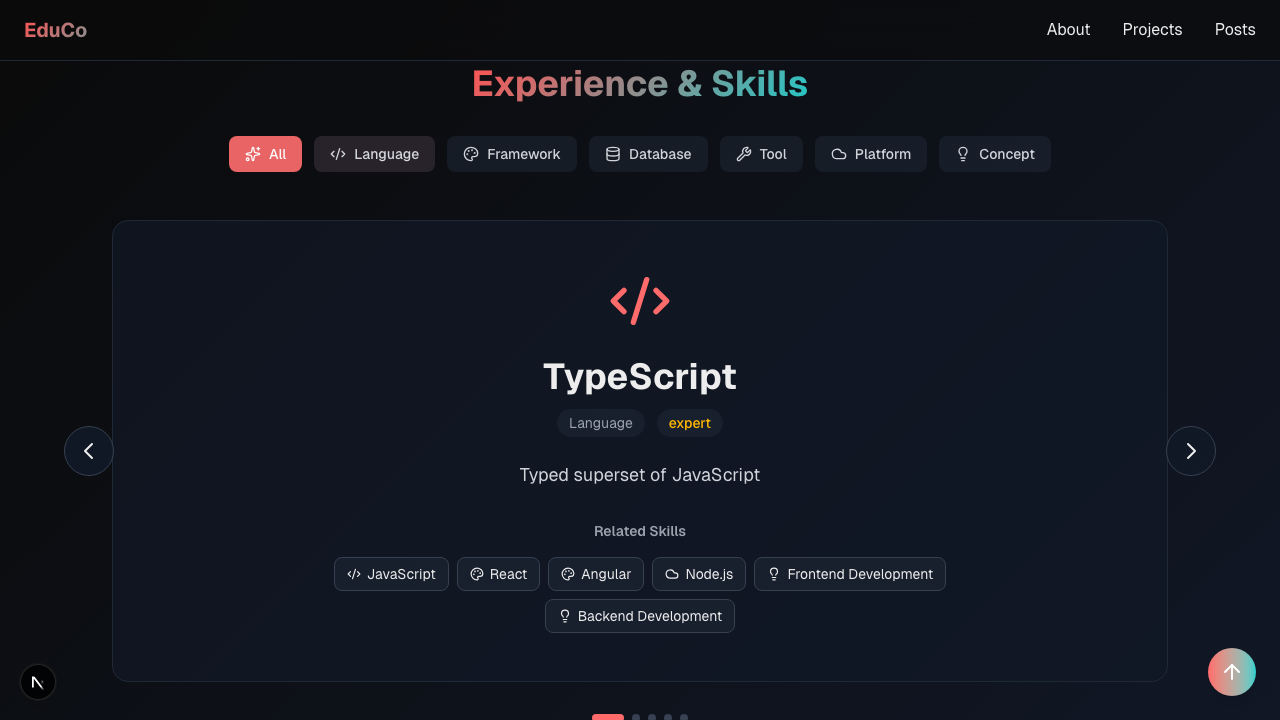 EduCo
About Projects Posts
Experience & Skills
All Language Framework Database Tool Platform Concept
TypeScript
Language expert
Typed superset of JavaScript
Related Skills
JavaScript React Angular Node.js Frontend Development
Backend Development
N